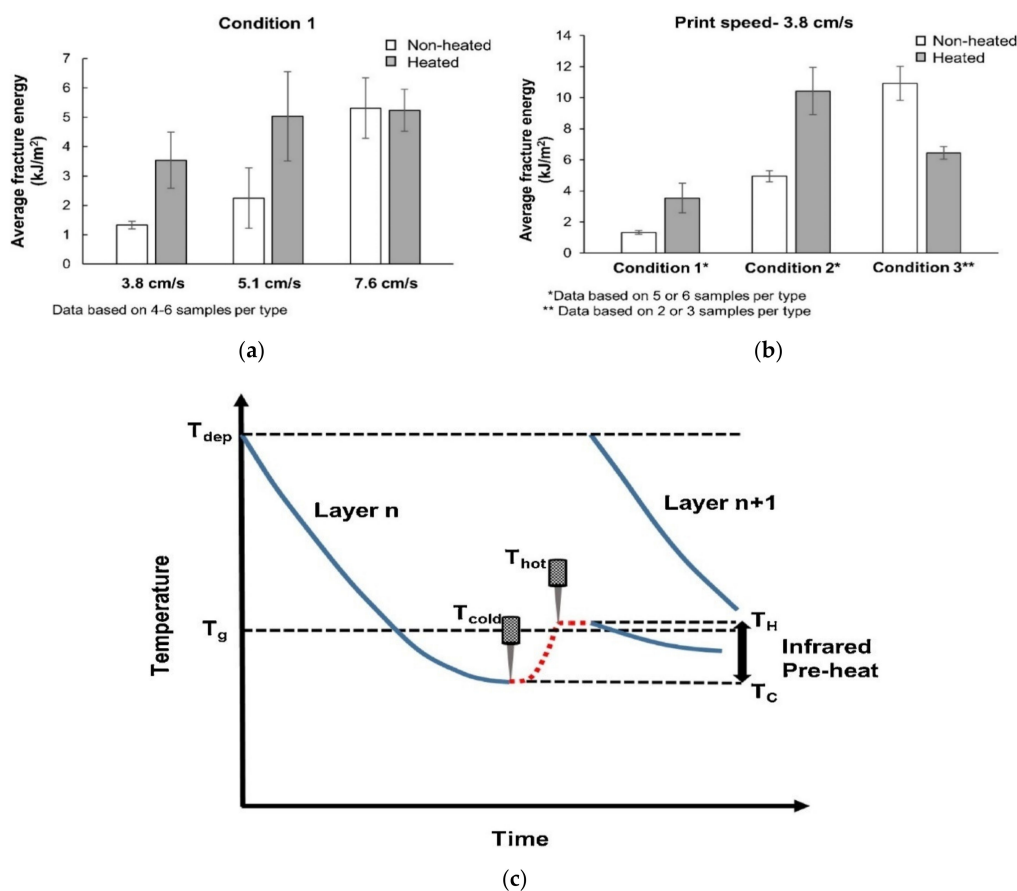 Condition 1
Non-heated
Heated
Average fracture energy
(kJ/m²)
7
6
5
4
3
2
1
0
3.8 cm/s 5.1 cm/s 7.6 cm/s
Data based on 4-6 samples per type
(a)
Print speed- 3.8 cm/s
Non-heated
Heated
Average fracture energy
(kJ/m²)
14
12
10
8
6
4
2
0
Condition 1* Condition 2* Condition 3**
*Data based on 5 or 6 samples per type
** Data based on 2 or 3 samples per type
(b)
Tdep
Layer n
Layer n+1
Thot
Tcold
Tg
TH
Infrared
Pre-heat
TC
Temperature
Time
(c)